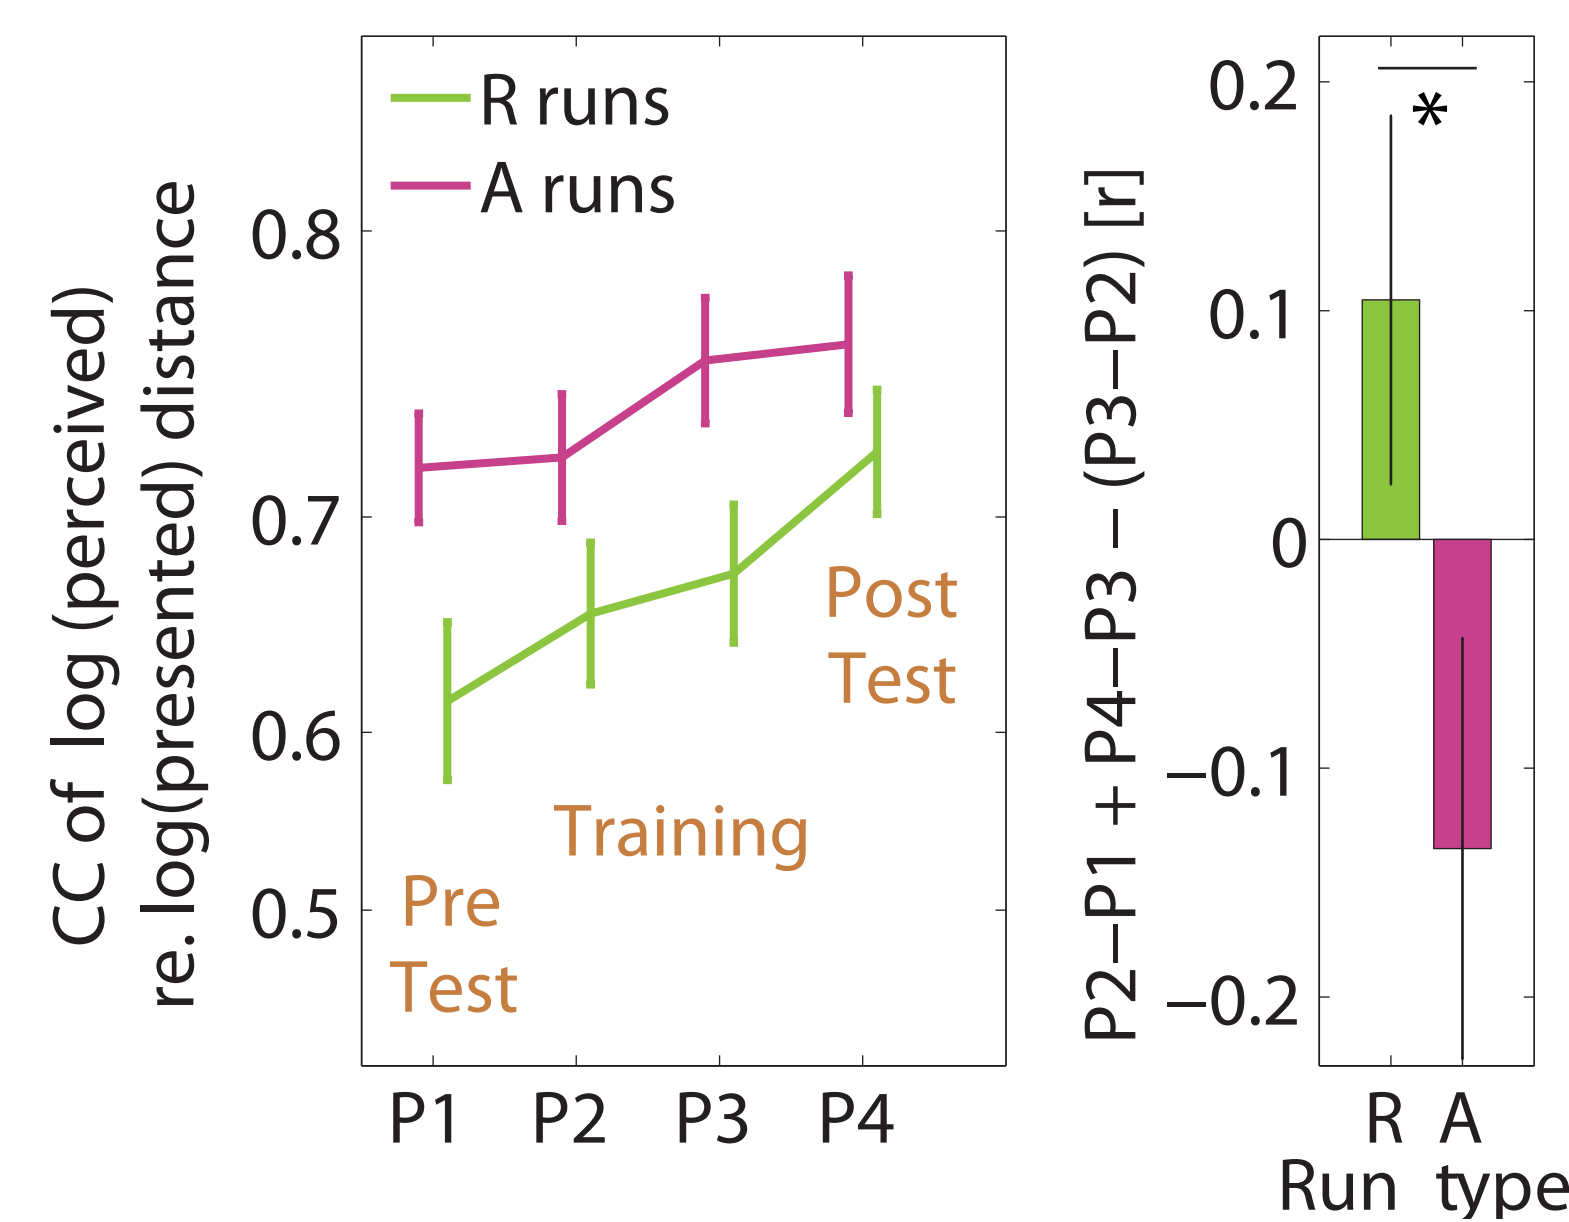 CC of log (perceived)
re. log(presented) distance
R runs
A runs
0.8
0.7
0.6
0.5
Pre
Test
Training
Post
Test
P1 P2 P3 P4
P2–P1 + P4–P3 – (P3–P2) [r]
0.2
0.1
0
–0.1
–0.2
*
R A
Run type